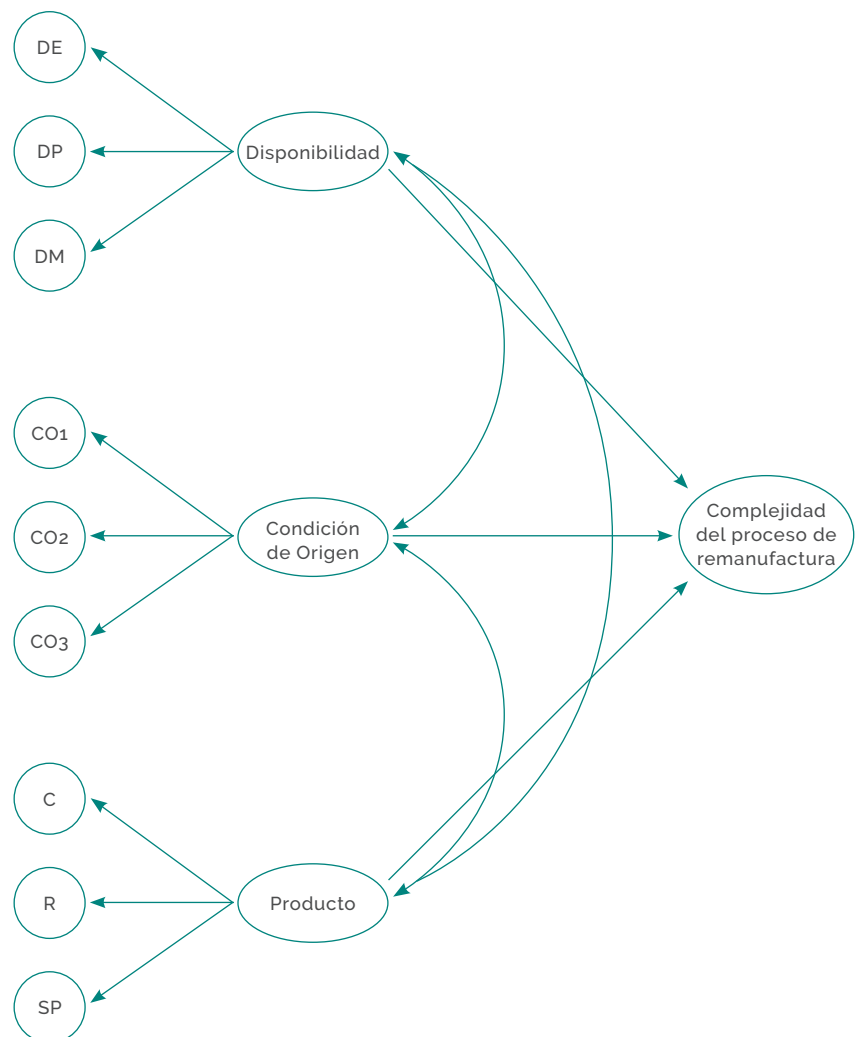 DE
DP
DM
Disponibilidad
CO1
CO2
CO3
Condición
de Origen
Complejidad
del proceso de
remanufactura
C
R
SP
Producto